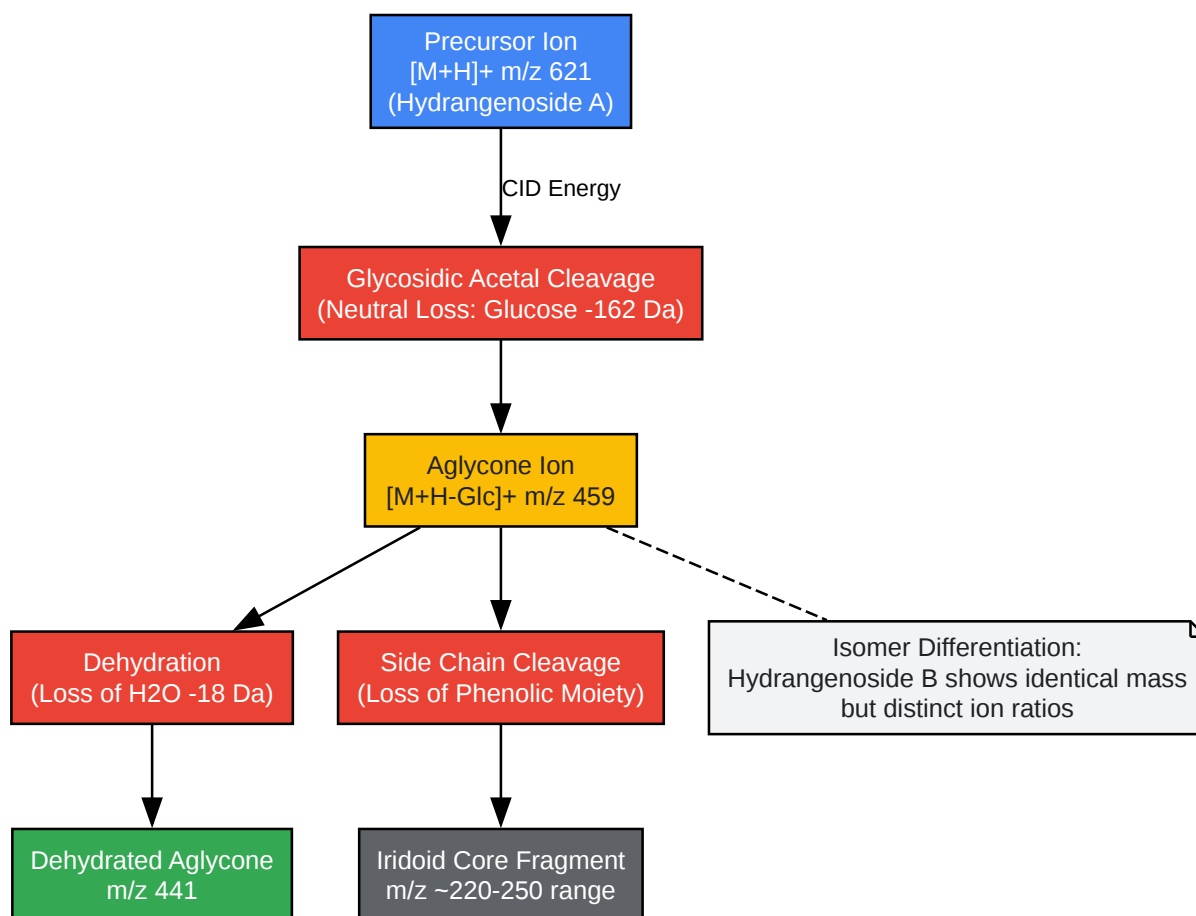 Precursor Ion
[M+H]+ m/z 621
(Hydrangenoside A)
CID Energy
Glycosidic Acetal Cleavage
(Neutral Loss: Glucose -162 Da)
Aglycone Ion
[M+H-Glc]+ m/z 459
Dehydration
(Loss of H2O -18 Da)
Side Chain Cleavage
(Loss of Phenolic Moiety)
Isomer Differentiation:
Hydrangenoside B shows identical mass
but distinct ion ratios
Dehydrated Aglycone
m/z 441
Iridoid Core Fragment
m/z ~220-250 range